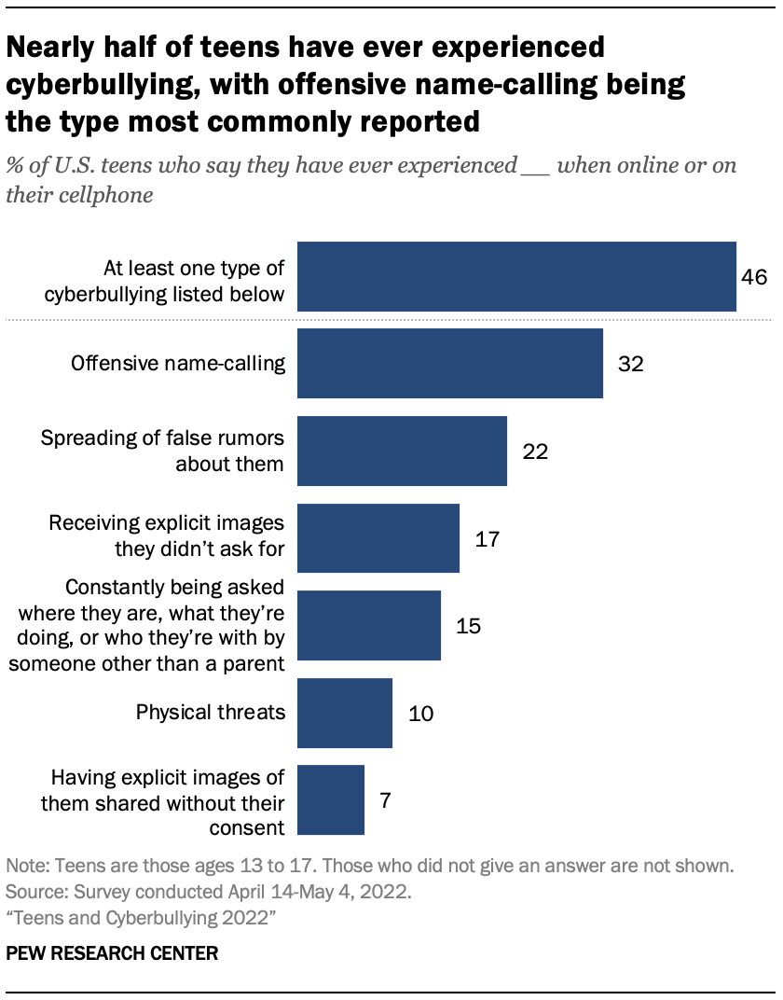 Nearly half of teens have ever experienced
cyberbullying, with offensive name-calling being
the type most commonly reported
% of U.S. teens who say they have ever experienced __ when online or on
their cellphone
At least one type of
cyberbullying listed below
46
Offensive name-calling
32
Spreading of false rumors
about them
22
Receiving explicit images
they didn’t ask for
17
Constantly being asked
where they are, what they’re
doing, or who they’re with by
someone other than a parent
15
Physical threats
10
Having explicit images of
them shared without their
consent
7
Note: Teens are those ages 13 to 17. Those who did not give an answer are not shown.
Source: Survey conducted April 14-May 4, 2022.
“Teens and Cyberbullying 2022”
PEW RESEARCH CENTER